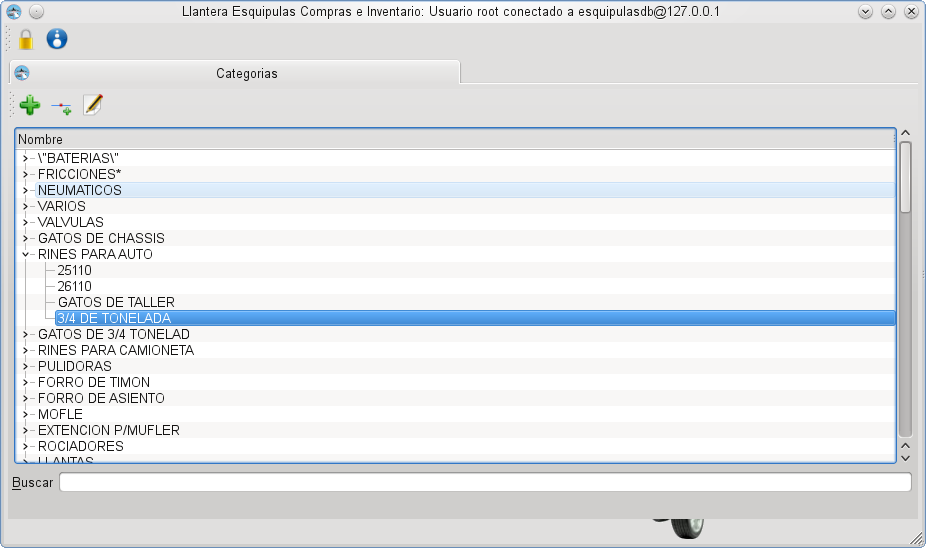 Llantera Esquipulas Compras e Inventario: Usuario root conectado a esquipulasdb@127.0.0.1
Categorias
Nombre
\"BATERIAS\"
FRICCIONES*
NEUMATICOS
VARIOS
VALVULAS
GATOS DE CHASSIS
RINES PARA AUTO
25110
26110
GATOS DE TALLER
3/4 DE TONELADA
GATOS DE 3/4 TONELAD
RINES PARA CAMIONETA
PULIDORAS
FORRO DE TIMON
FORRO DE ASIENTO
MOFLE
EXTENCION P/MUFLER
ROCIADORES
LLANTAS
Buscar